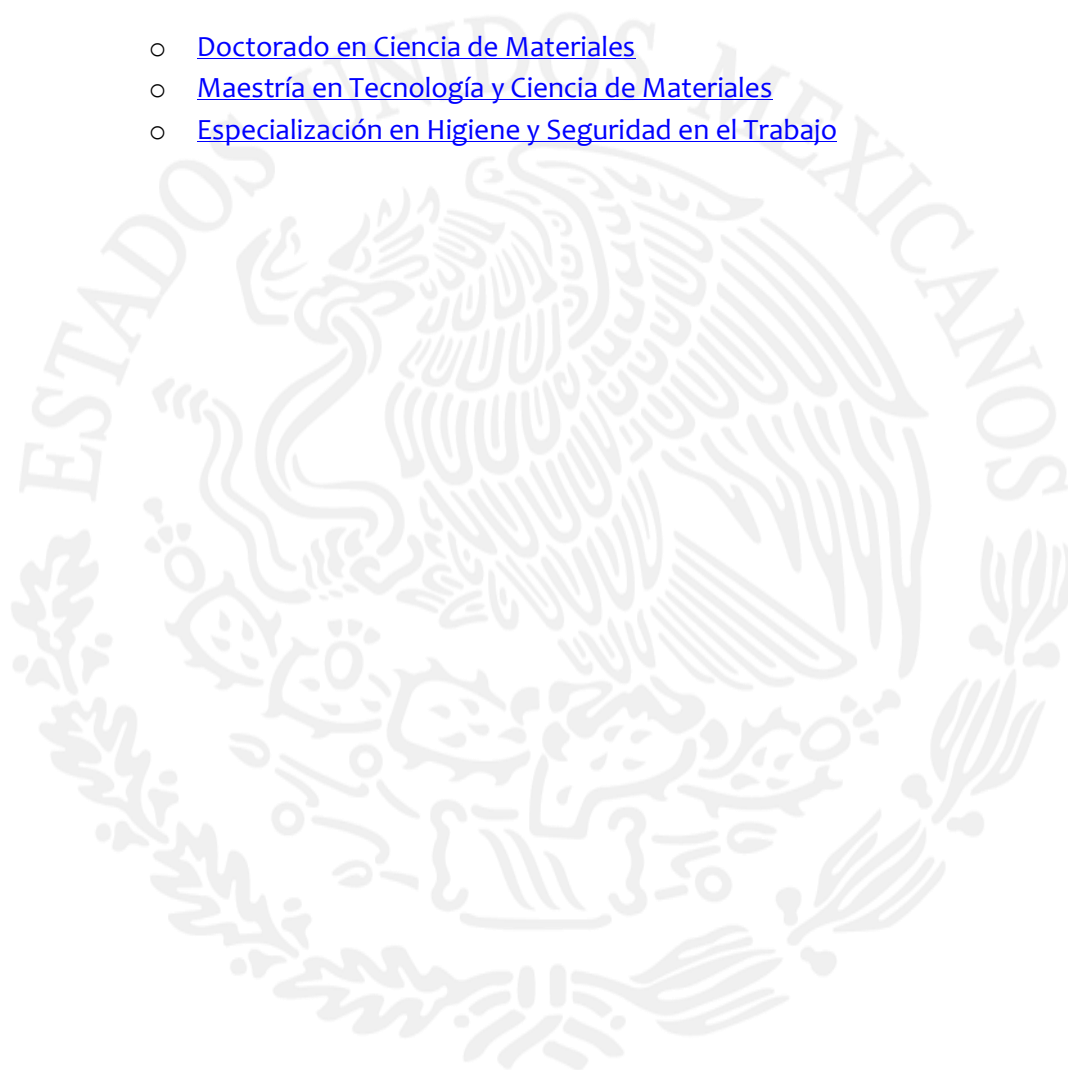 o Doctorado en Ciencia de Materiales
o Maestría en Tecnología y Ciencia de Materiales
o Especialización en Higiene y Seguridad en el Trabajo
ESTADOS UNIDOS MEXICANOS